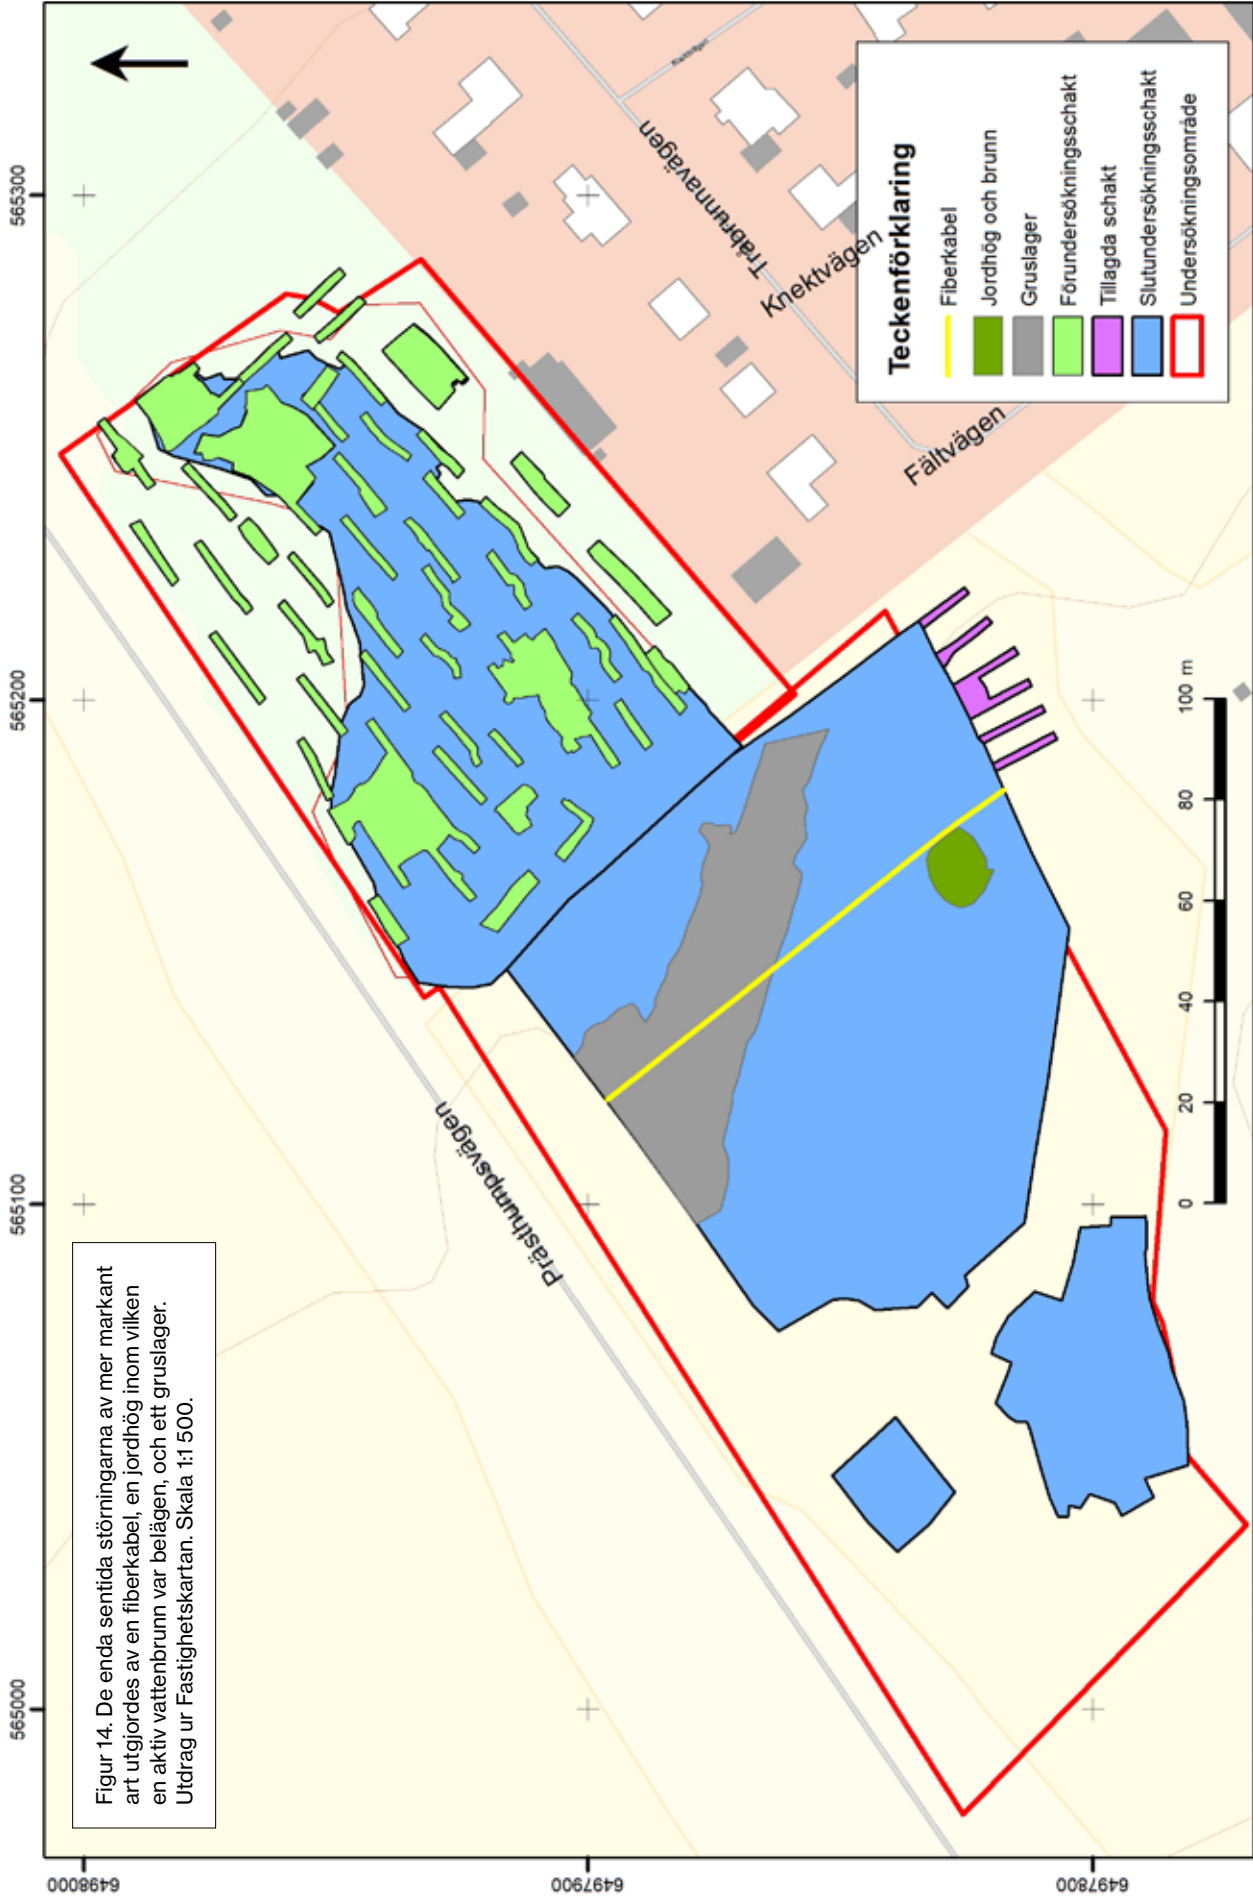 Figur 14. De enda sentida störningarna av mer markant
art utgjordes av en fiberkabel, en jordhög inom vilken
en aktiv vattenbrunn var belägen, och ett gruslager.
Utdrag ur Fastighetskartan. Skala 1:1 500.
565000
565100
565200
565300
6498000
6497900
6497800
Prästhumpsvägen
Träbrunnavägen
Knektvägen
Fältvägen
Teckenförklaring
Fiberkabel
Jordhög och brunn
Gruslager
Förundersökningsschakt
Tillagda schakt
Slutundersökningsschakt
Undersökningsområde
0 20 40 60 80 100 m